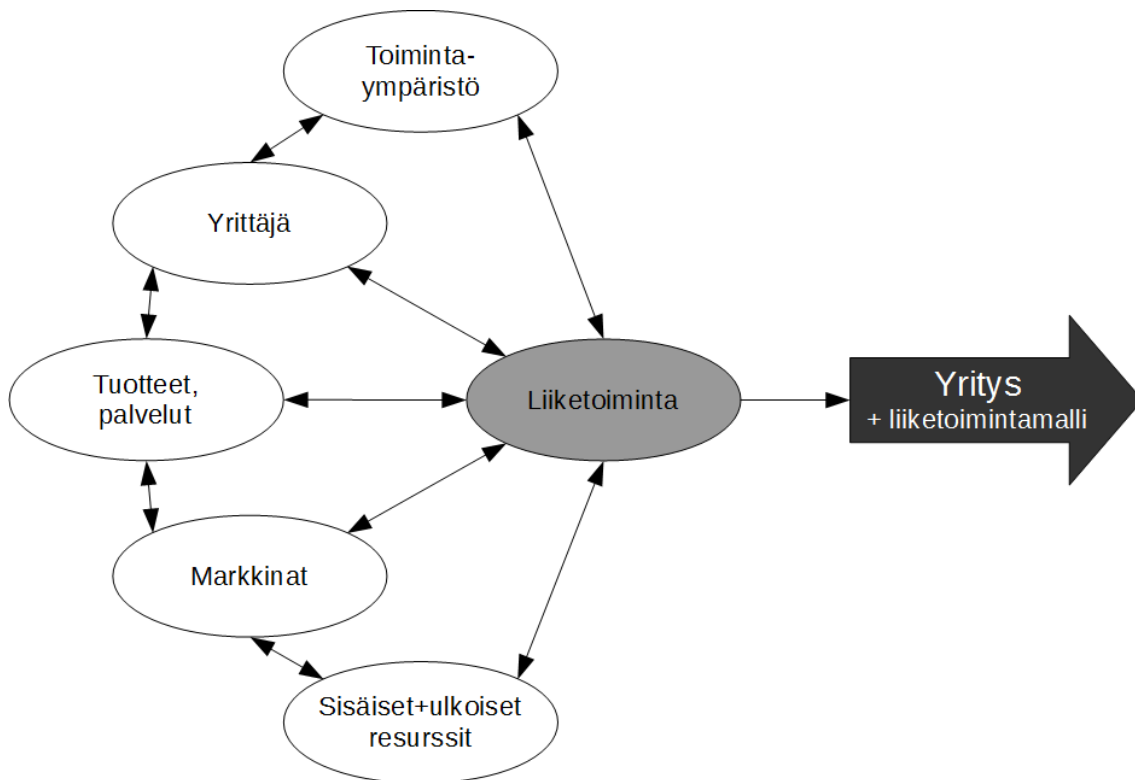 Toiminta-
ympäristö
Yrittäjä
Tuotteet,
palvelut
Liiketoiminta
Yritys
+ liiketoimintamalli
Markkinat
Sisäiset+ulkoiset
resurssit